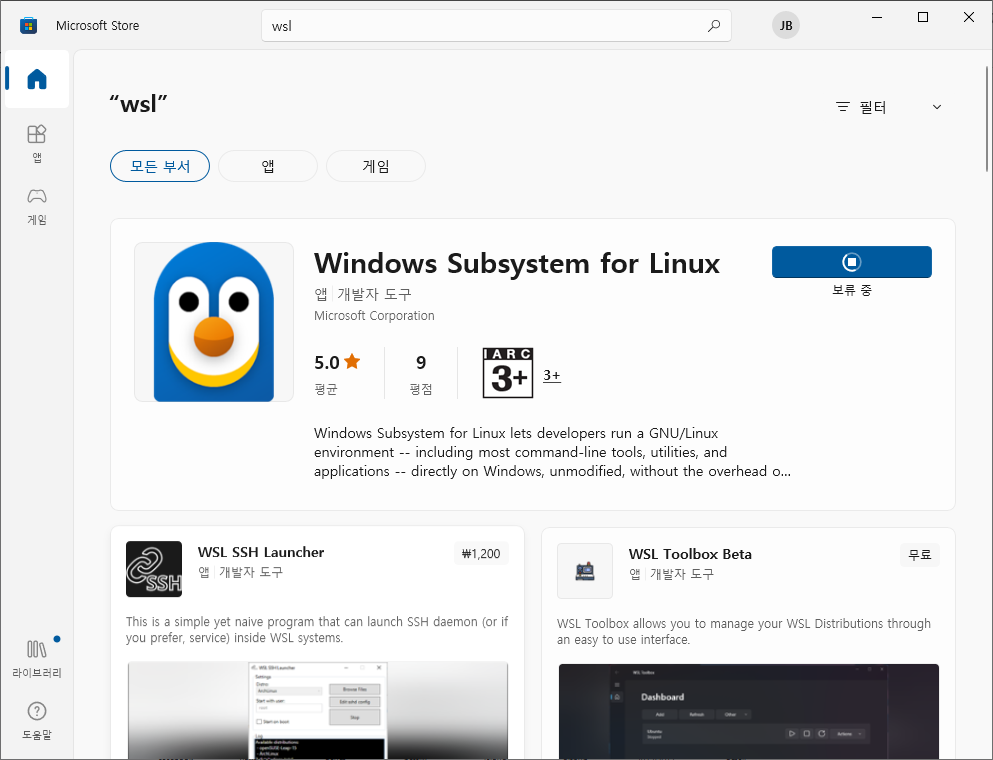 Microsoft Store
wsl
JB
앱
게임
라이브러리
도움말
“wsl”
필터
모든 부서
앱
게임
Windows Subsystem for Linux
앱 개발자 도구
Microsoft Corporation
보류 중
5.0
평균
9
평점
IARC
3+
3+
Windows Subsystem for Linux lets developers run a GNU/Linux
environment -- including most command-line tools, utilities, and
applications -- directly on Windows, unmodified, without the overhead o...
SSH
WSL SSH Launcher
앱 개발자 도구
₩1,200
This is a simple yet naive program that can launch SSH daemon (or if
you prefer, service) inside WSL systems.
WSL SSH Launcher
Settings
Distro:
ArchLinux
Browse files
Start with user:
Edit sshd config
Start on boot
Stop
Log
Available distributions
WSL Toolbox Beta
앱 개발자 도구
무료
WSL Toolbox allows you to manage your WSL Distributions through
an easy to use interface.
WSL Toolbox
Dashboard
Add
Refresh
Other
Ubuntu
Stopped
Actions